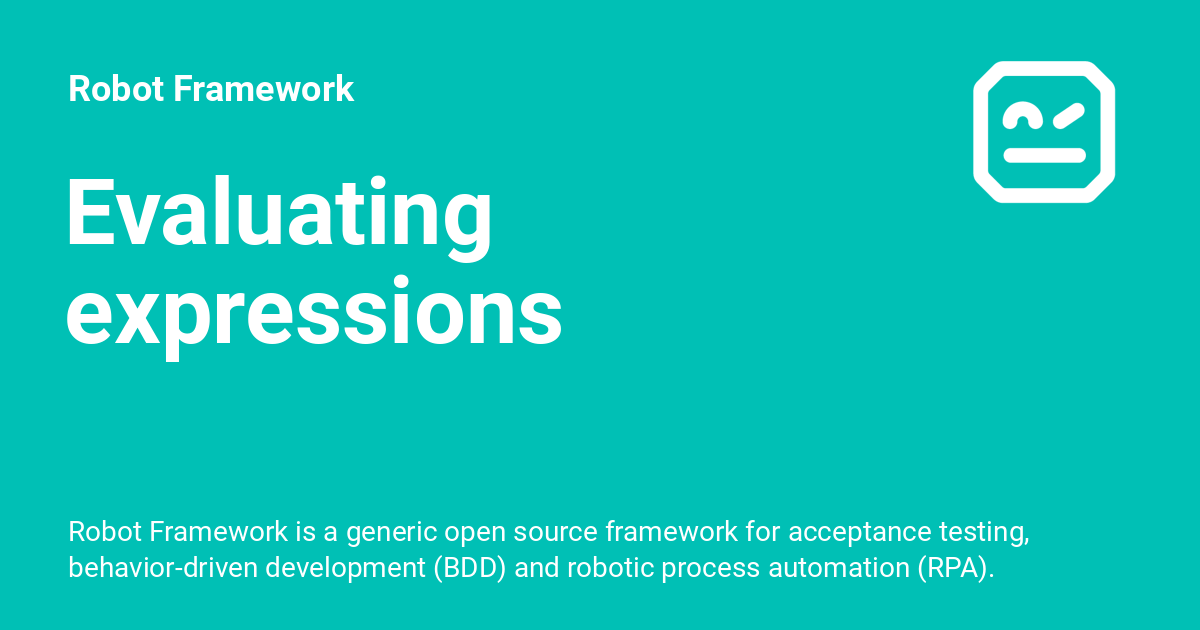 Robot Framework
Evaluating
expressions
Robot Framework is a generic open source framework for acceptance testing,
behavior-driven development (BDD) and robotic process automation (RPA).